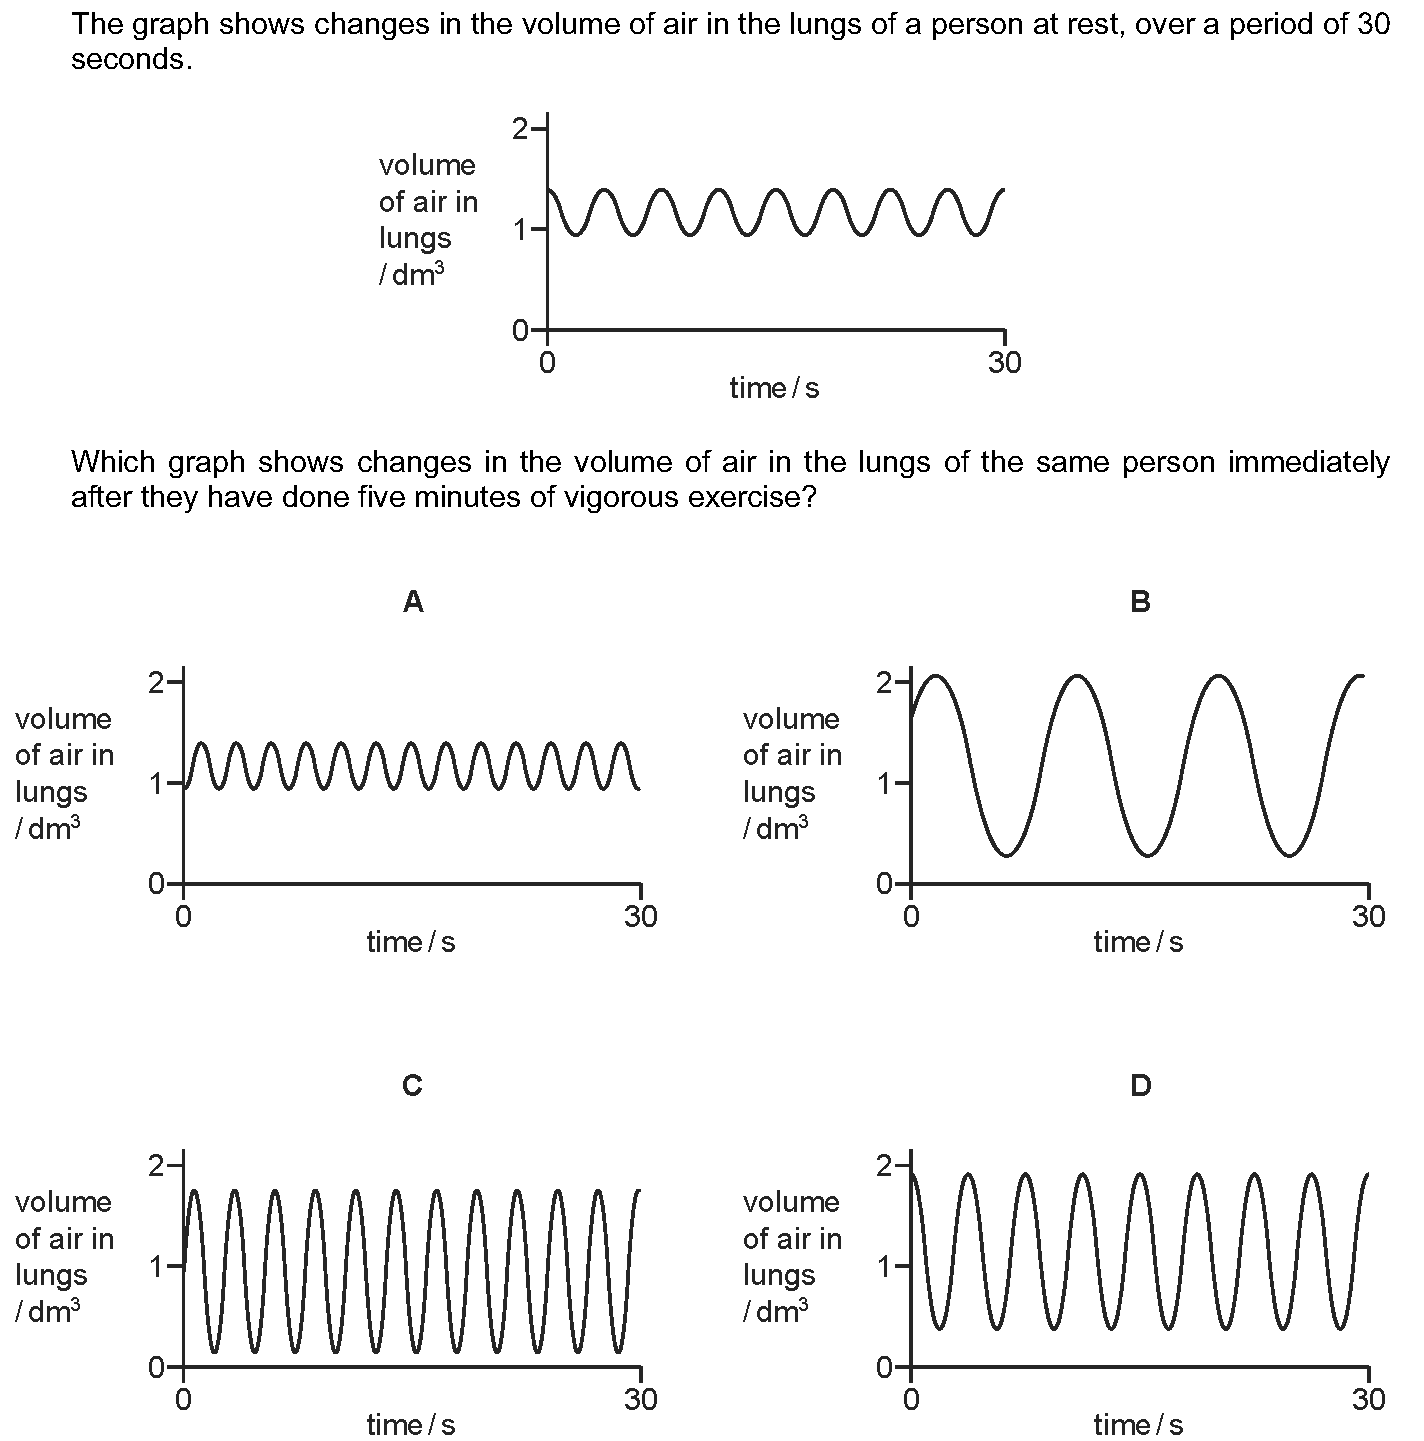 The graph shows changes in the volume of air in the lungs of a person at rest, over a period of 30
seconds.
2
volume
of air in
lungs
/ dm³
1
0
0
30
time / s
Which graph shows changes in the volume of air in the lungs of the same person immediately
after they have done five minutes of vigorous exercise?
A
2
volume
of air in
lungs
/ dm³
1
0
0
30
time / s
B
2
volume
of air in
lungs
/ dm³
1
0
0
30
time / s
C
2
volume
of air in
lungs
/ dm³
1
0
0
30
time / s
D
2
volume
of air in
lungs
/ dm³
1
0
0
30
time / s